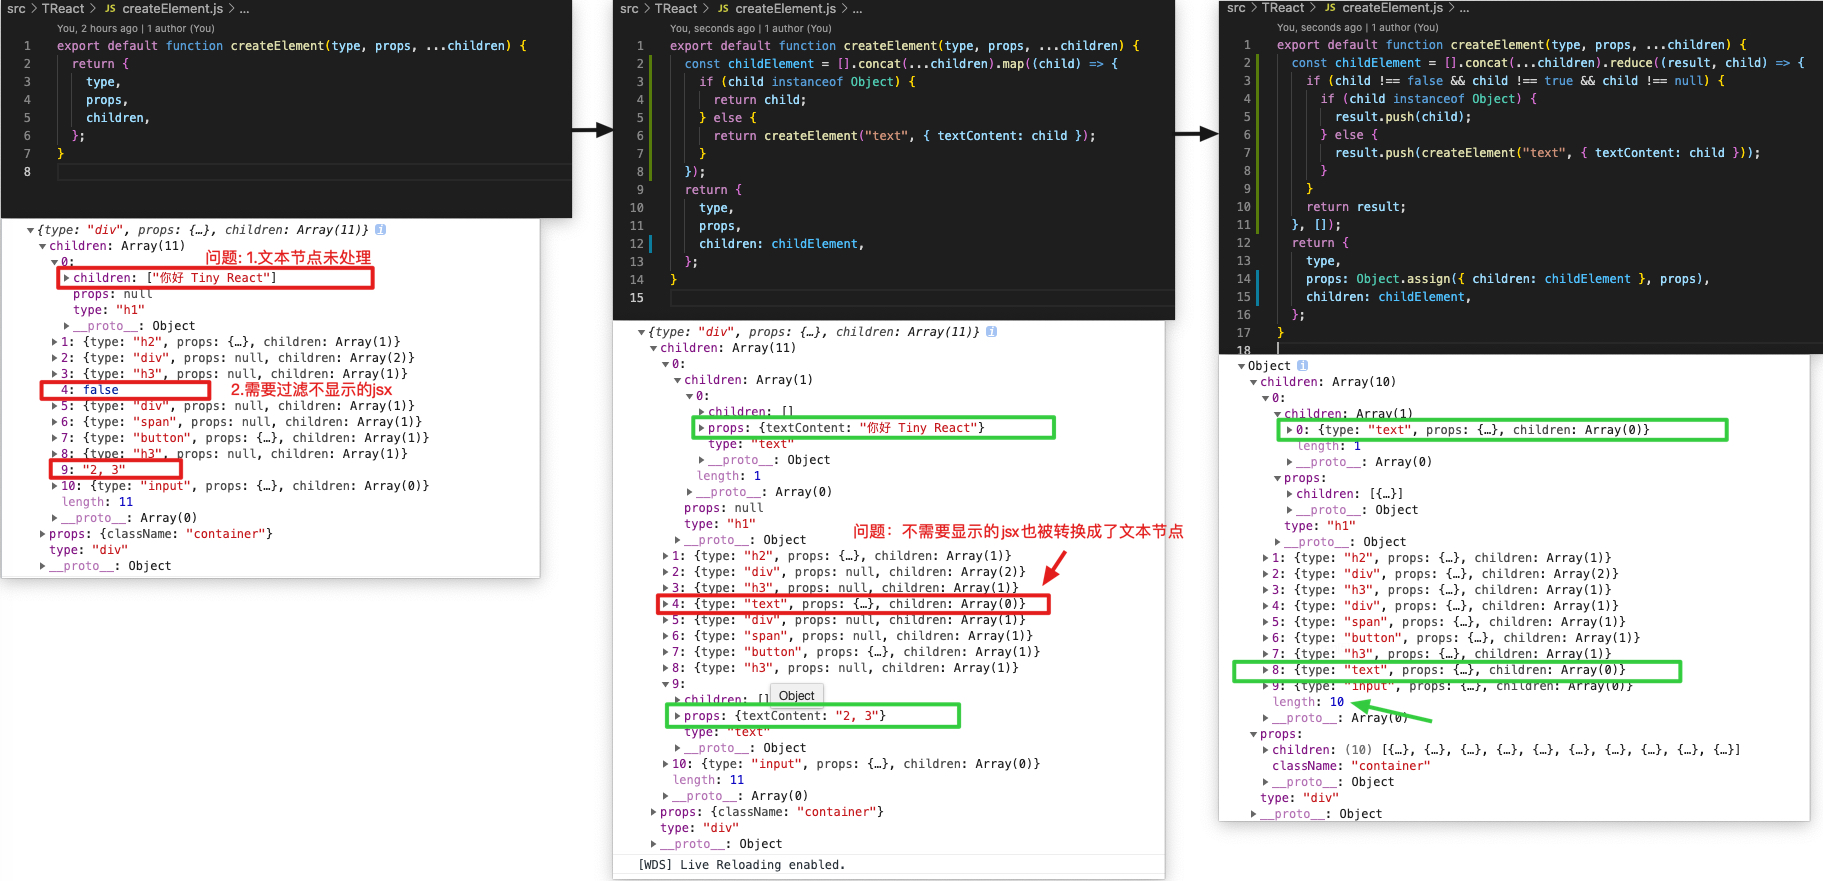 src > TReact > JS createElement.js > ...
You, 2 hours ago | 1 author (You)
1 export default function createElement(type, props, ...children) {
2 return {
3 type,
4 props,
5 children,
6 };
7 }
8
{type: "div", props: {…}, children: Array(11)} i
children: Array(11)
问题: 1.文本节点未处理
0:
children: ["你好 Tiny React"]
props: null
type: "h1"
__proto__: Object
1: {type: "h2", props: {…}, children: Array(1)}
2: {type: "div", props: null, children: Array(2)}
3: {type: "h3", props: null, children: Array(1)}
4: false
2.需要过滤不显示的jsx
5: {type: "div", props: null, children: Array(1)}
6: {type: "span", props: null, children: Array(1)}
7: {type: "button", props: {…}, children: Array(1)}
8: {type: "h3", props: null, children: Array(1)}
9: "2, 3"
10: {type: "input", props: {…}, children: Array(0)}
length: 11
__proto__: Array(0)
props: {className: "container"}
type: "div"
__proto__: Object
src > TReact > JS createElement.js > ...
You, seconds ago | 1 author (You)
1 export default function createElement(type, props, ...children) {
2 const childElement = [].concat(...children).map((child) => {
3 if (child instanceof Object) {
4 return child;
5 } else {
6 return createElement("text", { textContent: child });
7 }
8 });
9 return {
10 type,
11 props,
12 children: childElement,
13 };
14 }
15
{type: "div", props: {…}, children: Array(11)} i
children: Array(11)
0:
children: Array(1)
0:
children: []
props: {textContent: "你好 Tiny React"}
type: "text"
__proto__: Object
length: 1
__proto__: Array(0)
props: null
type: "h1"
__proto__: Object
问题：不需要显示的jsx也被转换成了文本节点
1: {type: "h2", props: {…}, children: Array(1)}
2: {type: "div", props: null, children: Array(2)}
3: {type: "h3", props: null, children: Array(1)}
4: {type: "text", props: {…}, children: Array(0)}
5: {type: "div", props: null, children: Array(1)}
6: {type: "span", props: null, children: Array(1)}
7: {type: "button", props: {…}, children: Array(1)}
8: {type: "h3", props: null, children: Array(1)}
9:
children: []
Object
props: {textContent: "2, 3"}
type: "text"
__proto__: Object
10: {type: "input", props: {…}, children: Array(0)}
length: 11
__proto__: Array(0)
props: {className: "container"}
type: "div"
__proto__: Object
[WDS] Live Reloading enabled.
src > TReact > JS createElement.js > ...
You, seconds ago | 1 author (You)
1 export default function createElement(type, props, ...children) {
2 const childElement = [].concat(...children).reduce((result, child) => {
3 if (child !== false && child !== true && child !== null) {
4 if (child instanceof Object) {
5 result.push(child);
6 } else {
7 result.push(createElement("text", { textContent: child }));
8 }
9 }
10 return result;
11 }, []);
12 return {
13 type,
14 props: Object.assign({ children: childElement }, props),
15 children: childElement,
16 };
17 }
18
Object i
children: Array(10)
0:
children: Array(1)
0: {type: "text", props: {…}, children: Array(0)}
length: 1
__proto__: Array(0)
props:
children: [{…}]
__proto__: Object
type: "h1"
__proto__: Object
1: {type: "h2", props: {…}, children: Array(1)}
2: {type: "div", props: {…}, children: Array(2)}
3: {type: "h3", props: {…}, children: Array(1)}
4: {type: "div", props: {…}, children: Array(1)}
5: {type: "span", props: {…}, children: Array(1)}
6: {type: "button", props: {…}, children: Array(1)}
7: {type: "h3", props: {…}, children: Array(1)}
8: {type: "text", props: {…}, children: Array(0)}
9: {type: "input", props: {…}, children: Array(0)}
length: 10
__proto__: Array(0)
props:
children: (10) [{…}, {…}, {…}, {…}, {…}, {…}, {…}, {…}, {…}, {…}]
className: "container"
__proto__: Object
type: "div"
__proto__: Object